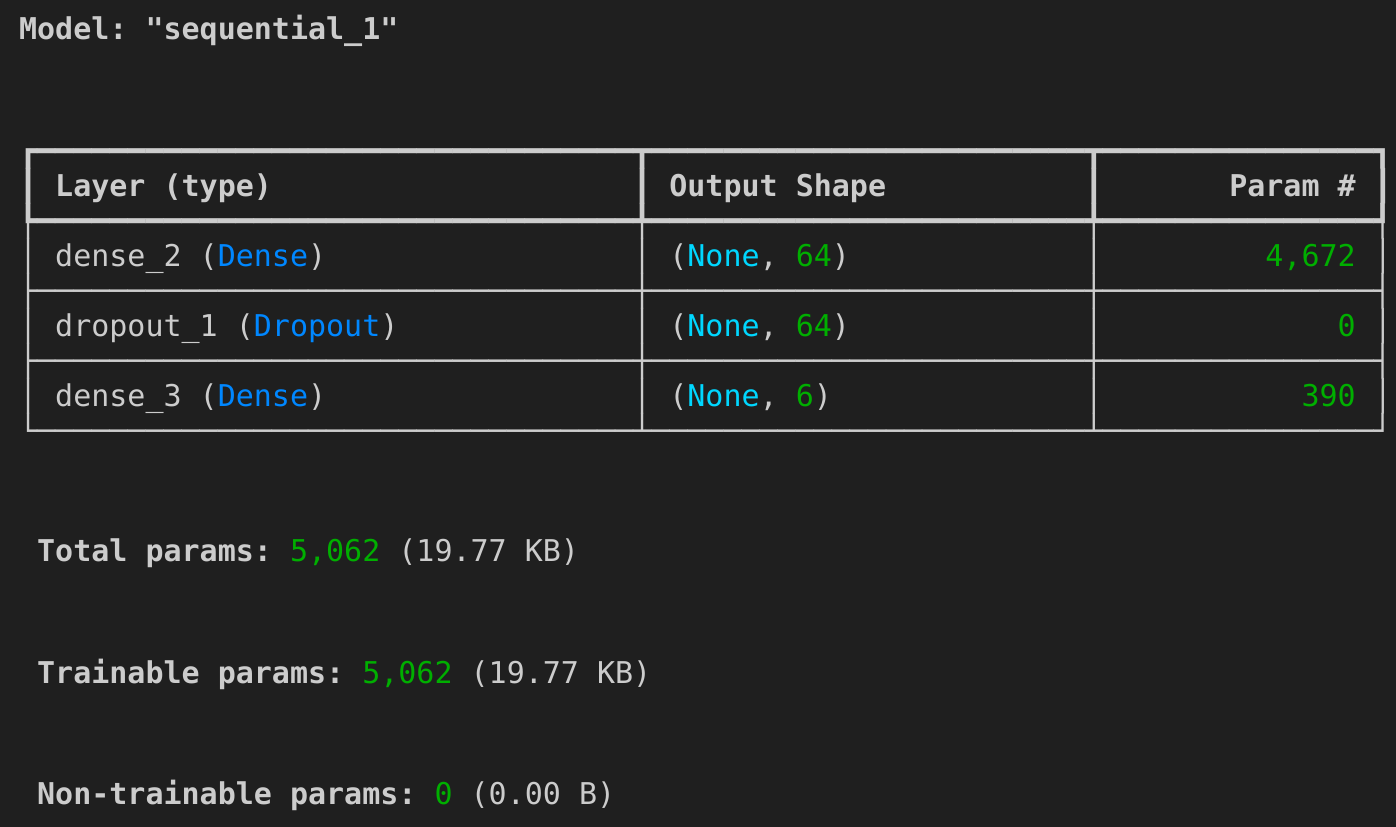 Model: "sequential_1"
Layer (type) Output Shape Param #
dense_2 (Dense) (None, 64) 4,672
dropout_1 (Dropout) (None, 64) 0
dense_3 (Dense) (None, 6) 390
Total params: 5,062 (19.77 KB)
Trainable params: 5,062 (19.77 KB)
Non-trainable params: 0 (0.00 B)